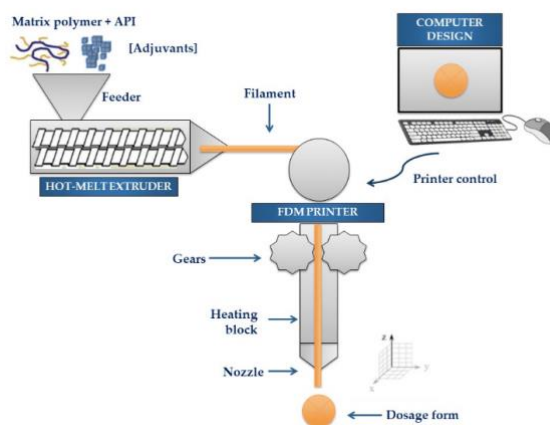 Matrix polymer + API
[Adjuvants]
Feeder
HOT-MELT EXTRUDER
Filament
COMPUTER
DESIGN
Printer control
FDM PRINTER
Gears
Heating
block
Nozzle
Dosage form
z
y
x